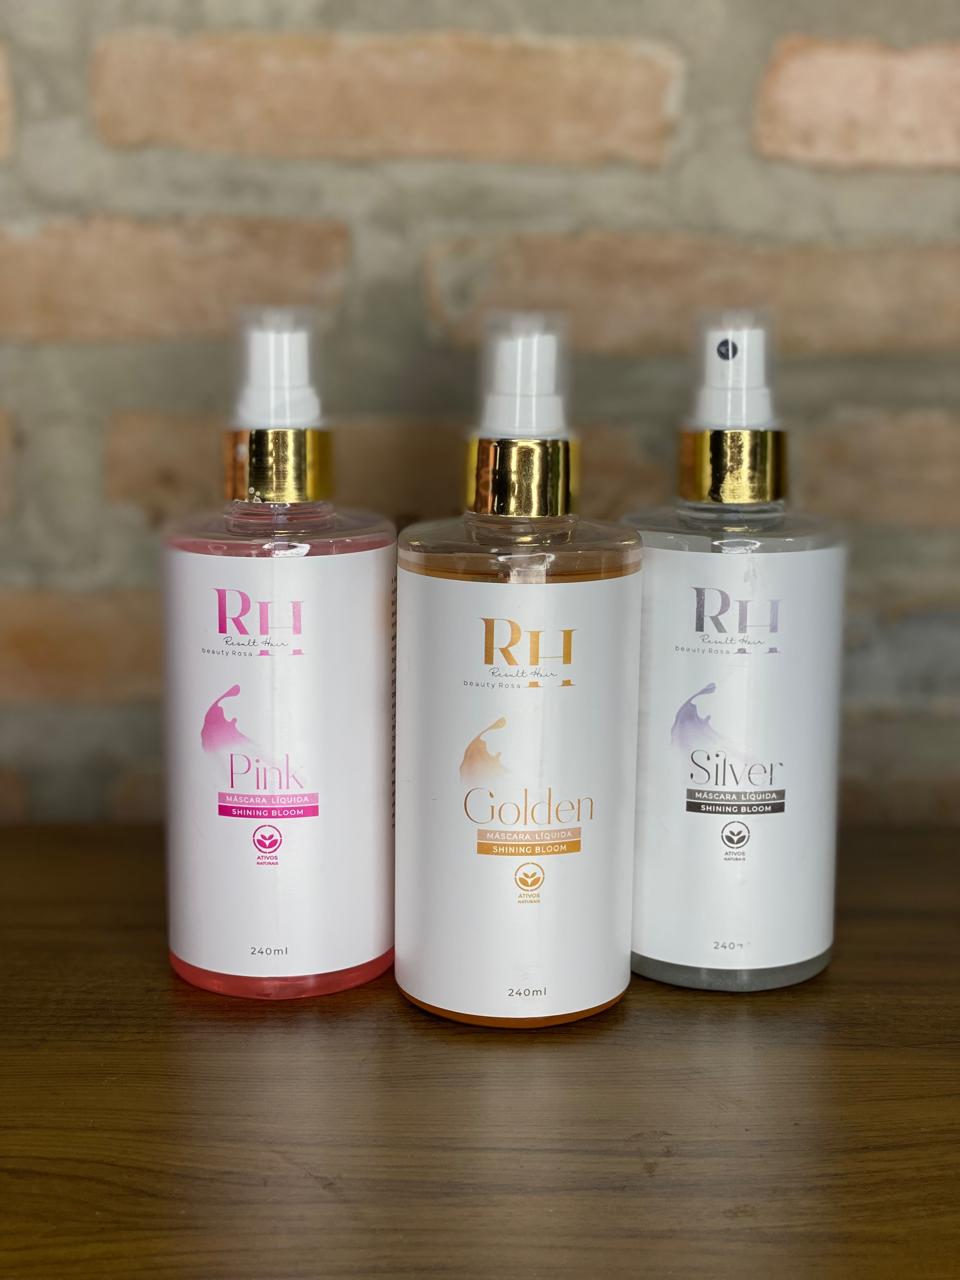 RH
Result Hair
beauty Rosa
Pink
MÁSCARA LÍQUIDA
SHINING BLOOM
ATIVOS
NATURAIS
240ml
RH
Result Hair
beauty Rosa
Golden
MÁSCARA LÍQUIDA
SHINING BLOOM
ATIVOS
NATURAIS
240ml
RH
Result Hair
beauty Rosa
Silver
MÁSCARA LÍQUIDA
SHINING BLOOM
ATIVOS
NATURAIS